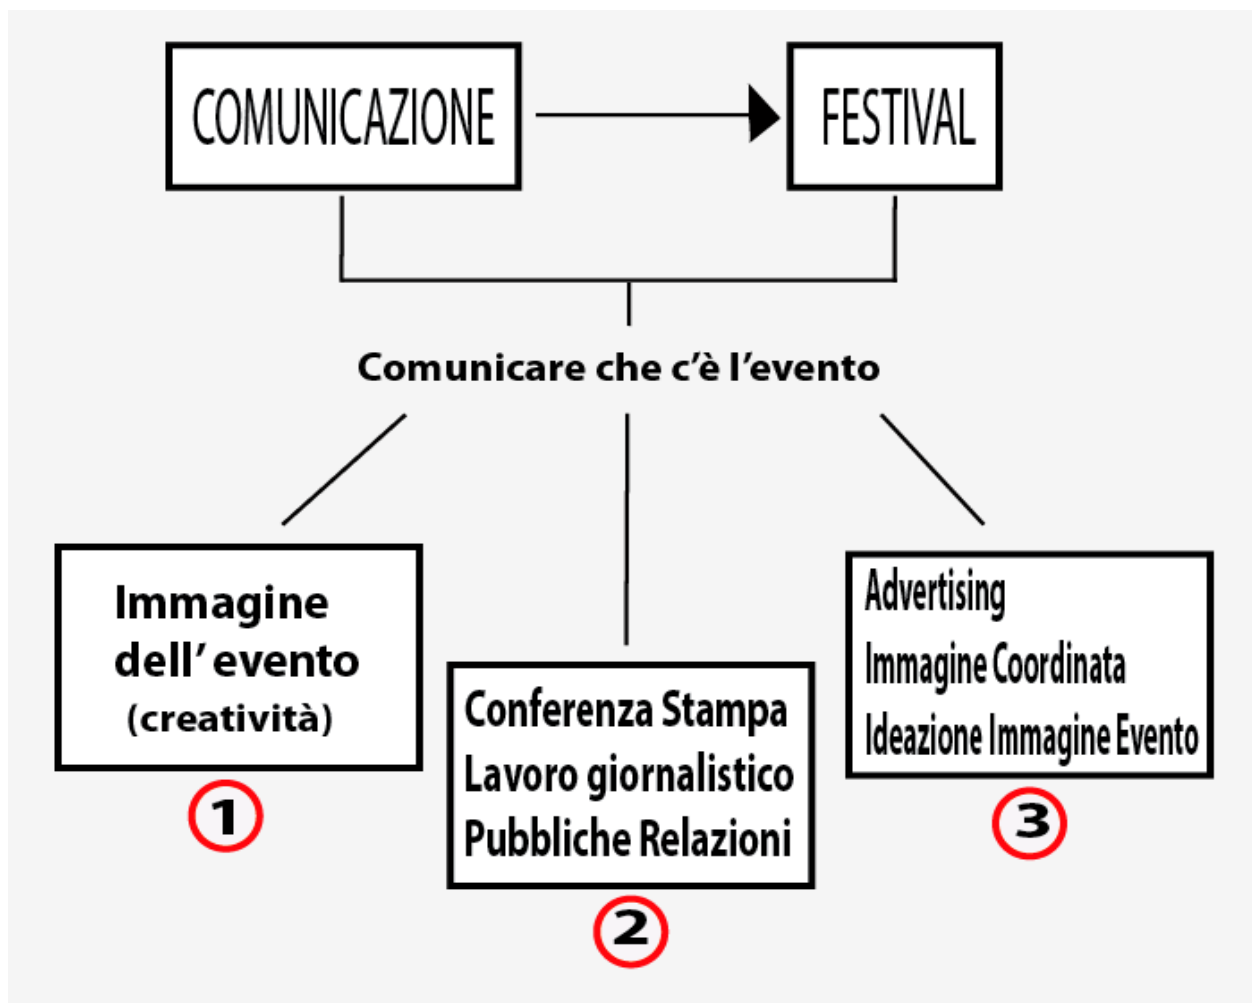 COMUNICAZIONE
FESTIVAL
Comunicare che c’è l’evento
Immagine
dell’ evento
(creatività)
1
Conferenza Stampa
Lavoro giornalistico
Pubbliche Relazioni
2
Advertising
Immagine Coordinata
Ideazione Immagine Evento
3